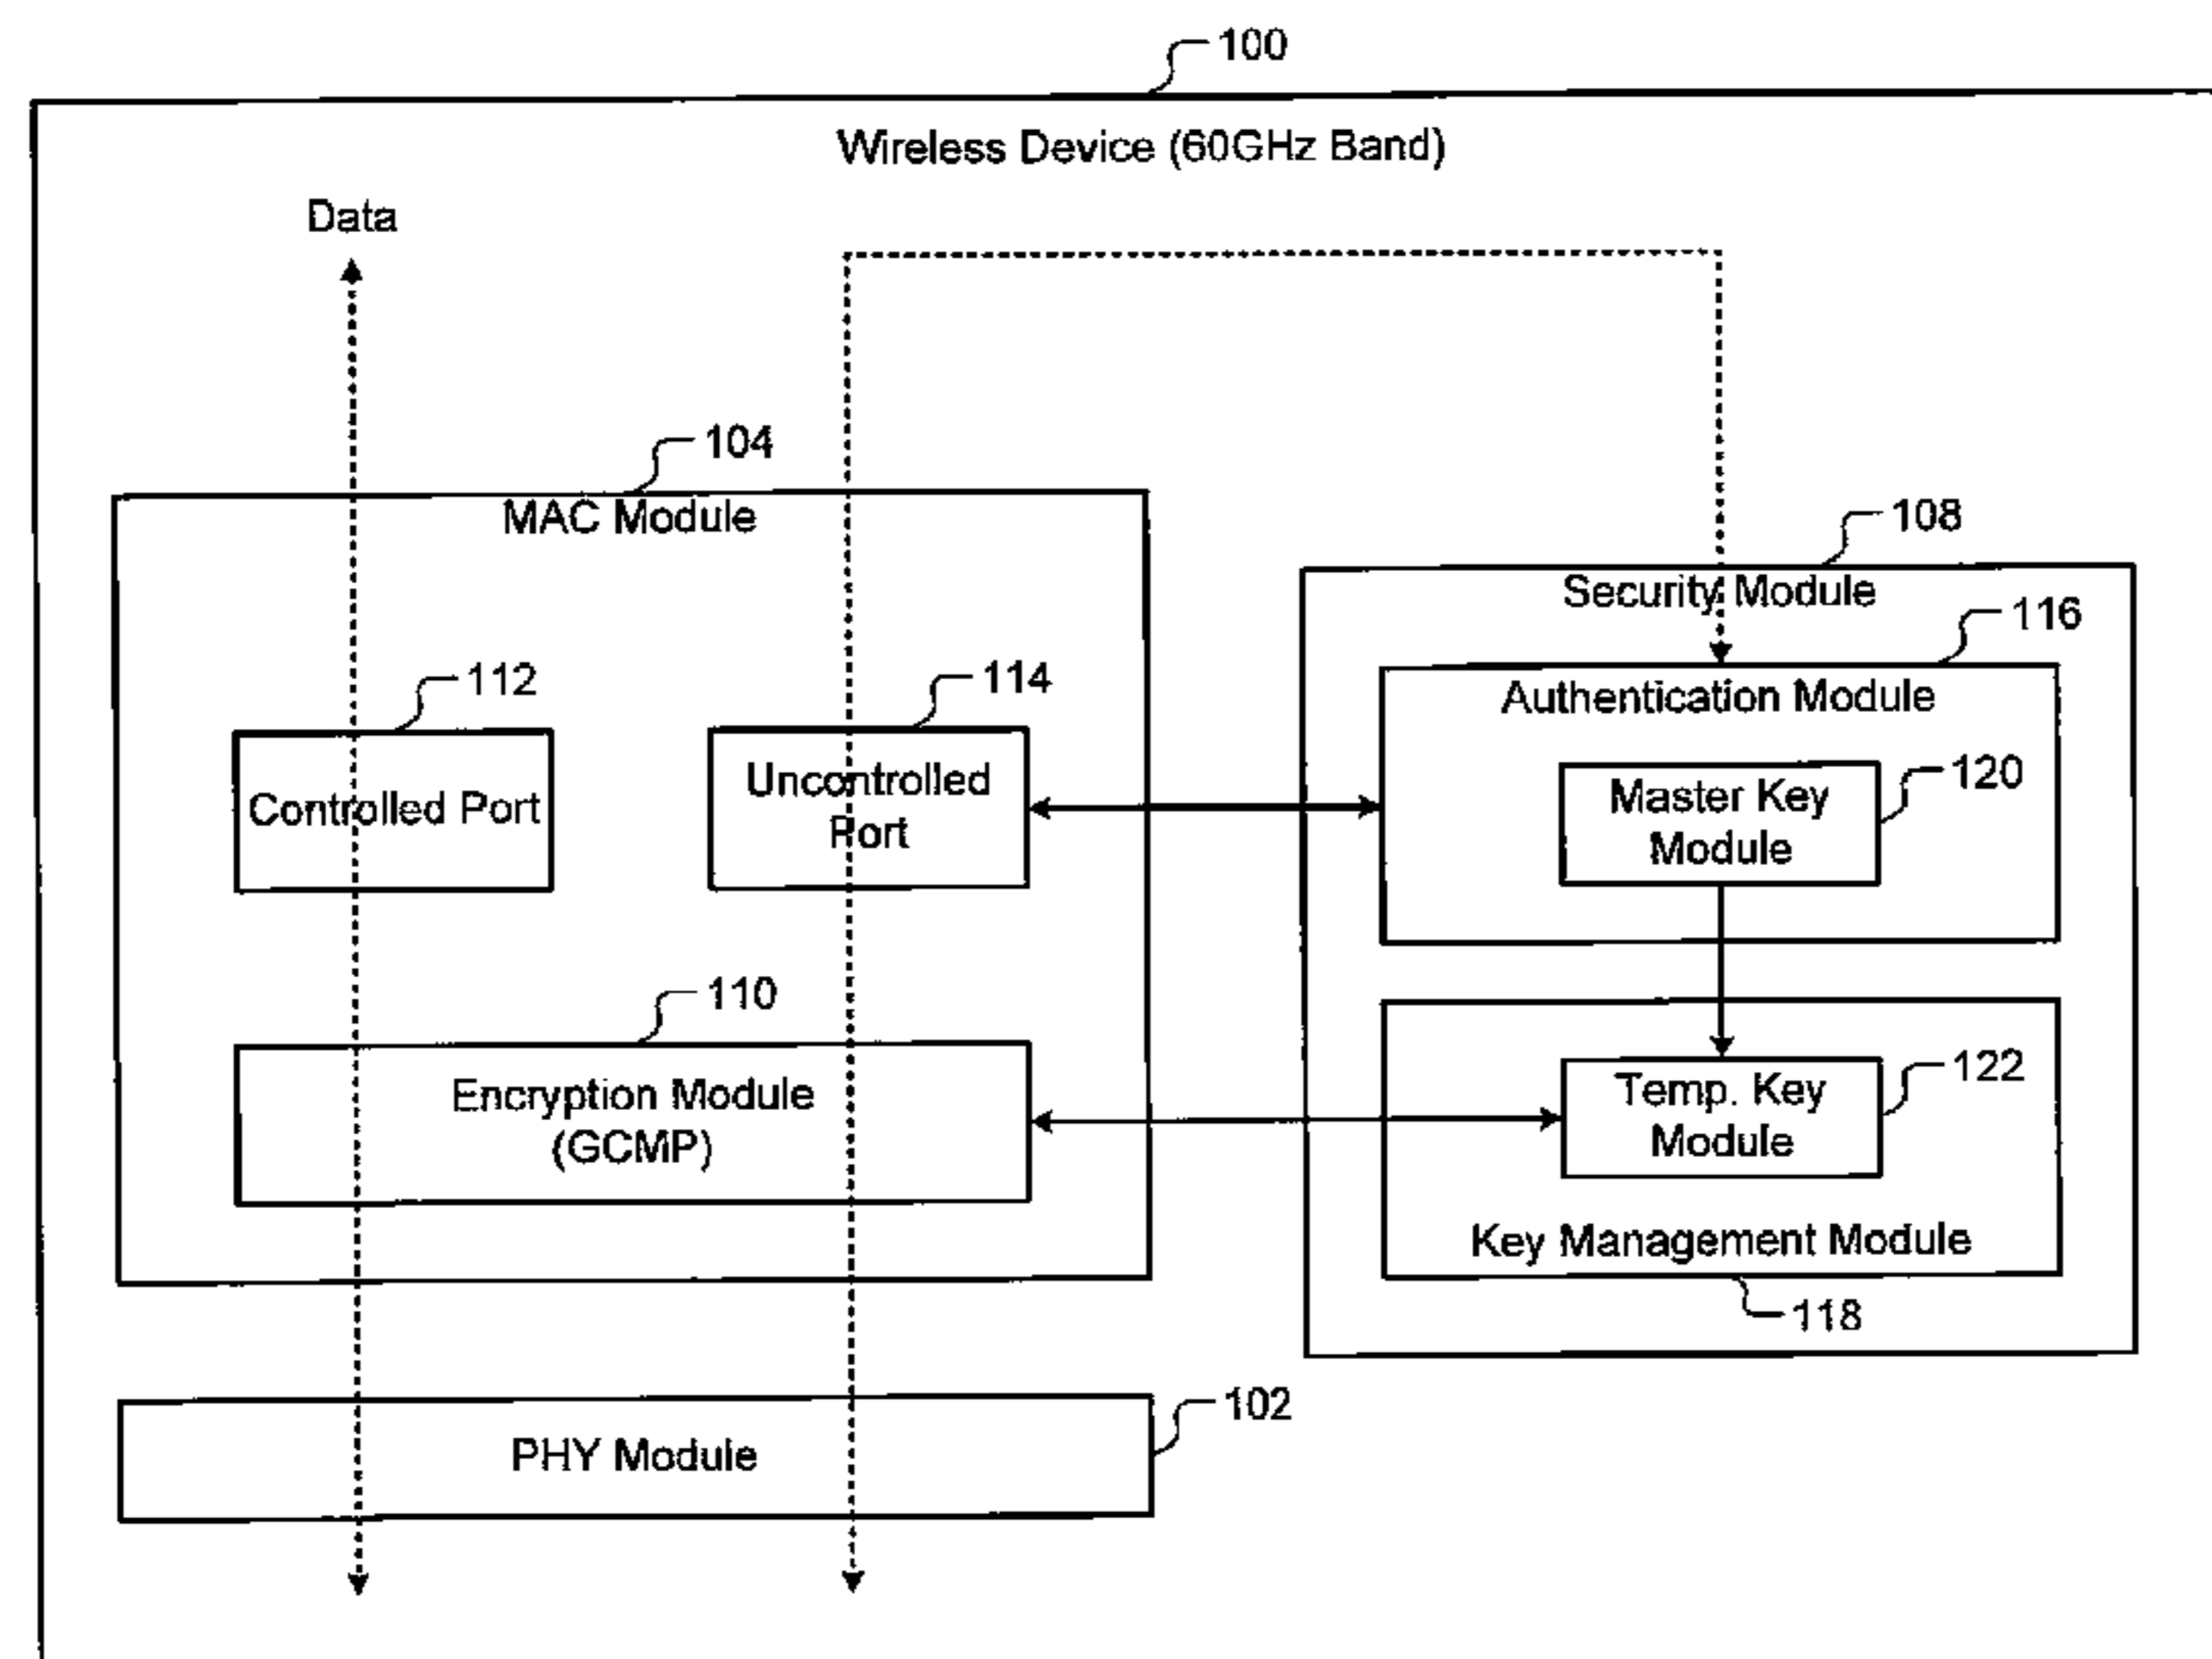 100
Wireless Device (60GHz Band)
Data
104
MAC Module
108
Security Module
116
112
114
Authentication Module
Controlled Port
Uncontrolled
Port
120
Master Key
Module
110
Encryption Module
(GCMP)
122
Temp. Key
Module
Key Management Module
118
102
PHY Module